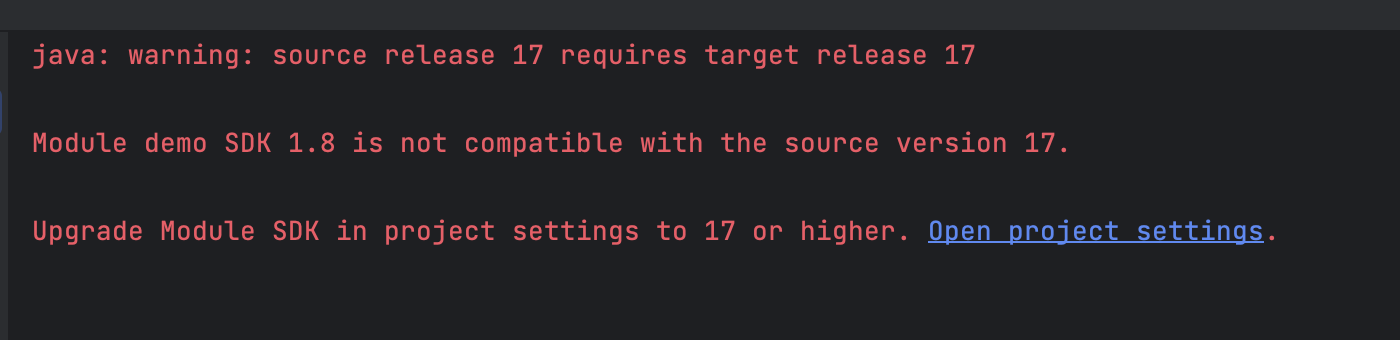 java: warning: source release 17 requires target release 17
Module demo SDK 1.8 is not compatible with the source version 17.
Upgrade Module SDK in project settings to 17 or higher. Open project settings.